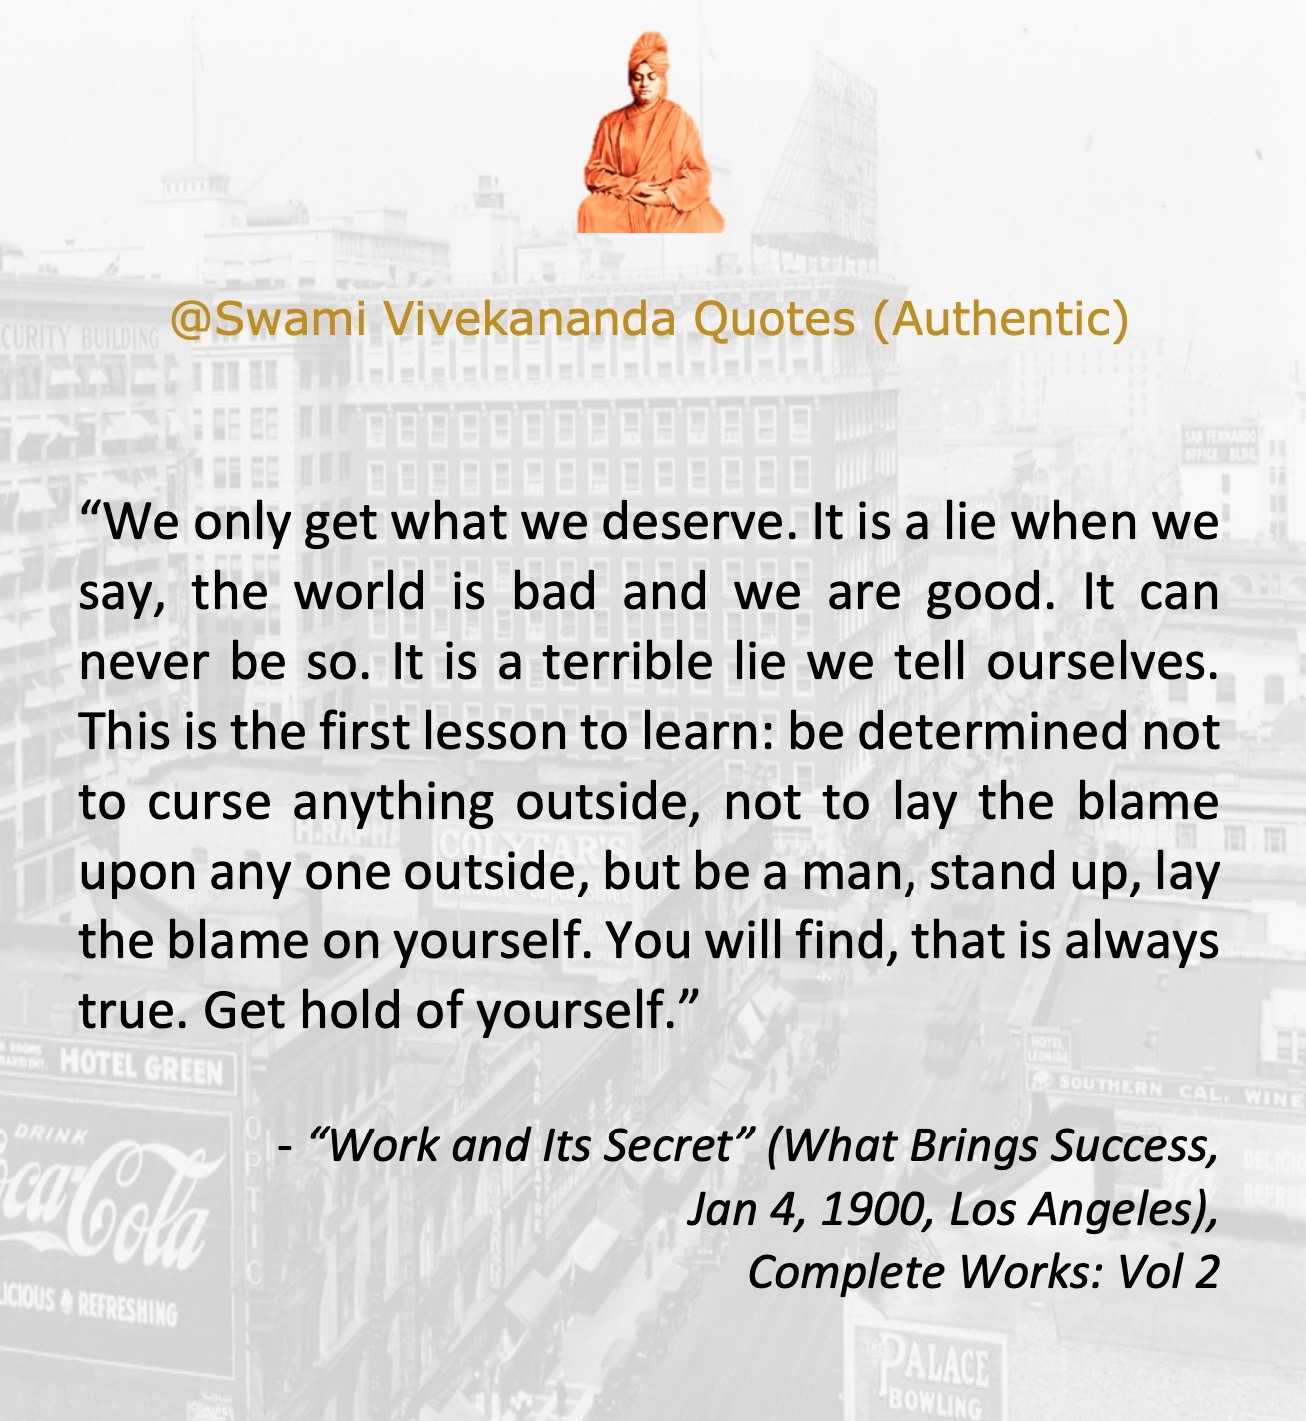 @Swami Vivekananda Quotes (Authentic)
CURITY BUILDING
SAN FERNANDO
OFFICE BLDG.
“We only get what we deserve. It is a lie when we
say, the world is bad and we are good. It can
never be so. It is a terrible lie we tell ourselves.
This is the first lesson to learn: be determined not
to curse anything outside, not to lay the blame
upon any one outside, but be a man, stand up, lay
the blame on yourself. You will find, that is always
true. Get hold of yourself.”
COLYEAR'S
HOTEL GREEN
HOTEL
LEONIDE
SOUTHERN CAL. WINE
DRINK
Coca-Cola
LICIOUS & REFRESHING
OPTIC
- “Work and Its Secret” (What Brings Success,
Jan 4, 1900, Los Angeles),
Complete Works: Vol 2
THE PALACE
BOWLING